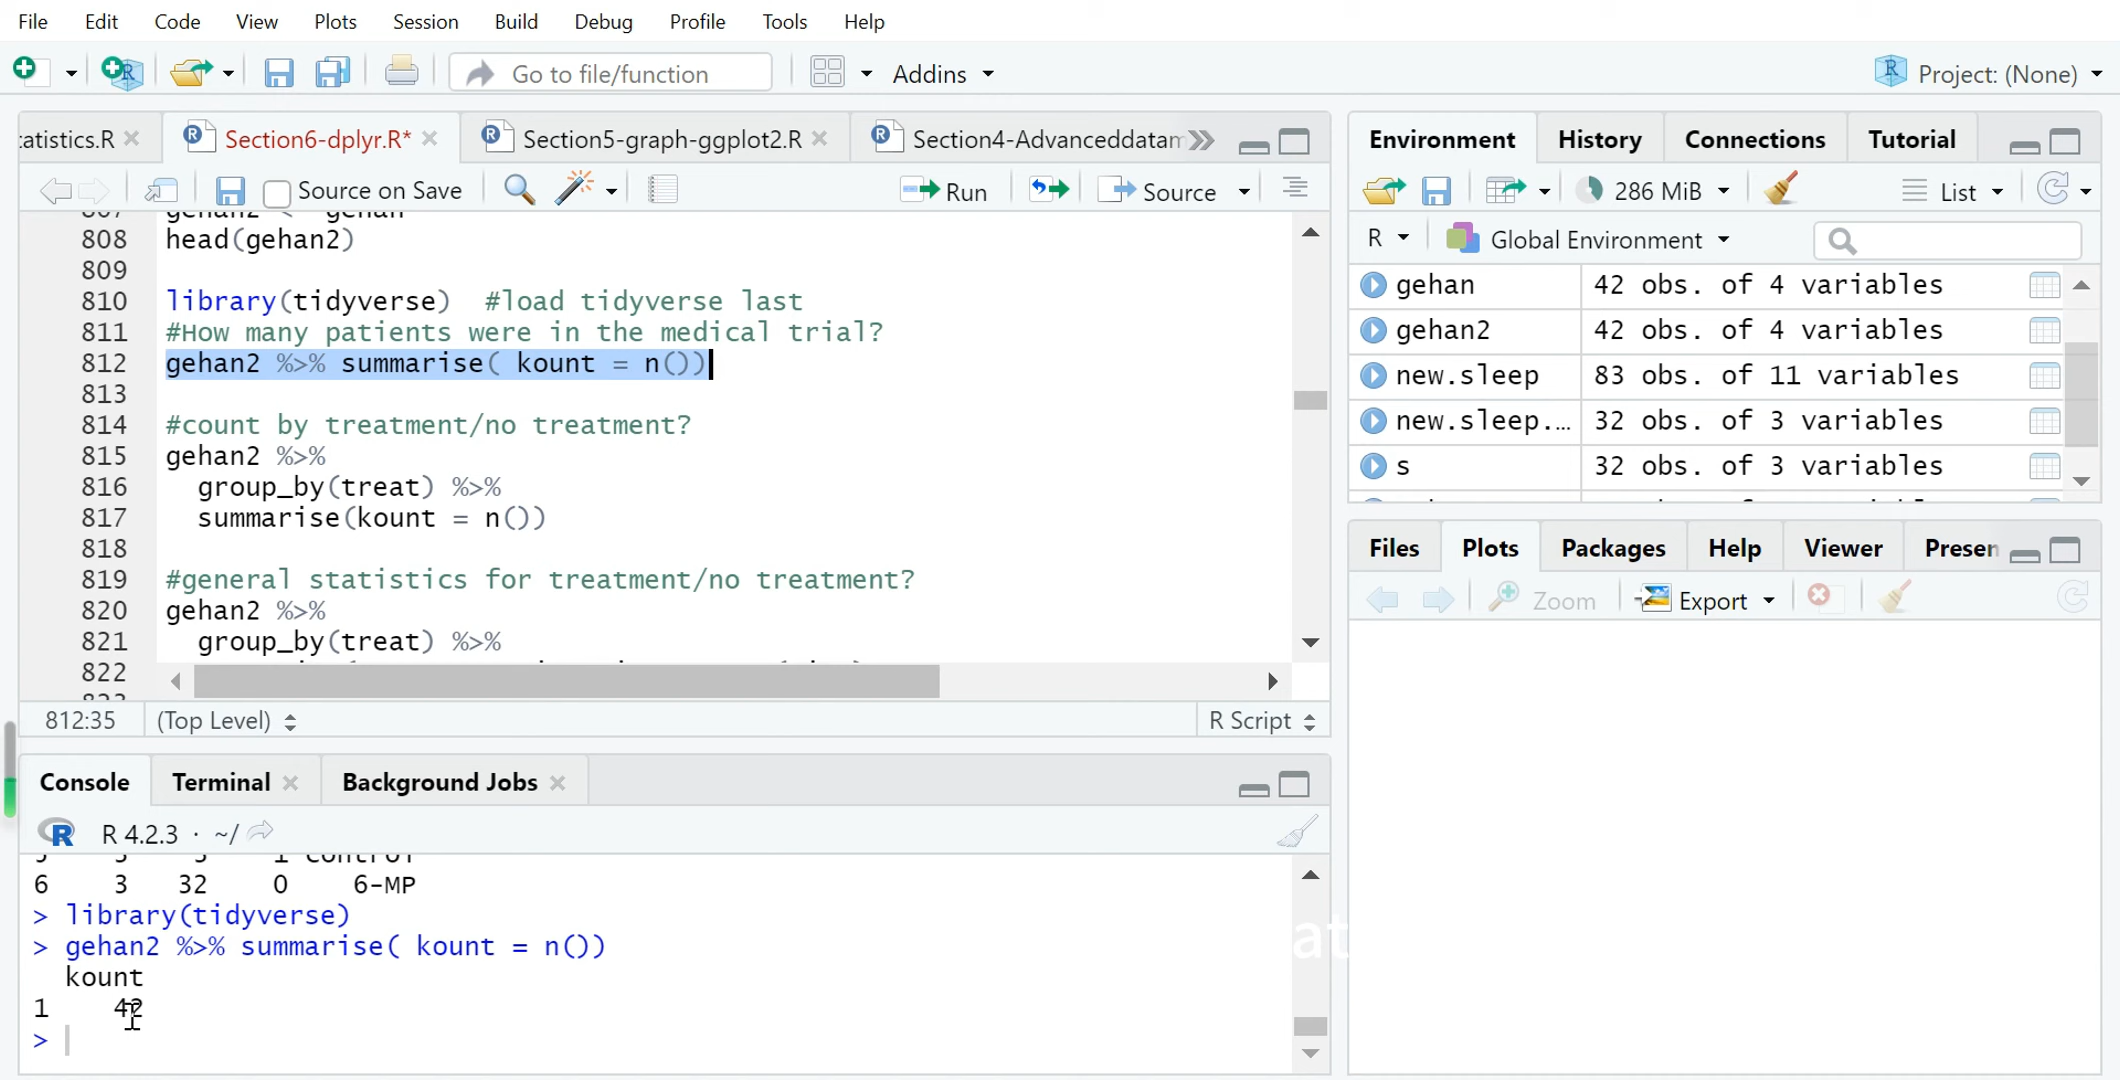 File Edit Code View Plots Session Build Debug Profile Tools Help
Go to file/function Addins Project: (None)
tatistics.R Section6-dplyr.R* Section5-graph-ggplot2.R Section4-Advanceddatam
Source on Save Run Source
808 head(gehan2)
809
810 library(tidyverse) #load tidyverse last
811 #How many patients were in the medical trial?
812 gehan2 %>% summarise( kount = n())
813
814 #count by treatment/no treatment?
815 gehan2 %>%
816 group_by(treat) %>%
817 summarise(kount = n())
818
819 #general statistics for treatment/no treatment?
820 gehan2 %>%
821 group_by(treat) %>%
822
812:35 (Top Level) R Script
Console Terminal Background Jobs
R R 4.2.3 · ~/
6 3 32 0 6-MP
> library(tidyverse)
> gehan2 %>% summarise( kount = n())
kount
1 42
>
at
Environment History Connections Tutorial
286 MiB List
R Global Environment
gehan 42 obs. of 4 variables
gehan2 42 obs. of 4 variables
new.sleep 83 obs. of 11 variables
new.sleep.… 32 obs. of 3 variables
s 32 obs. of 3 variables
Files Plots Packages Help Viewer Presen
Zoom Export